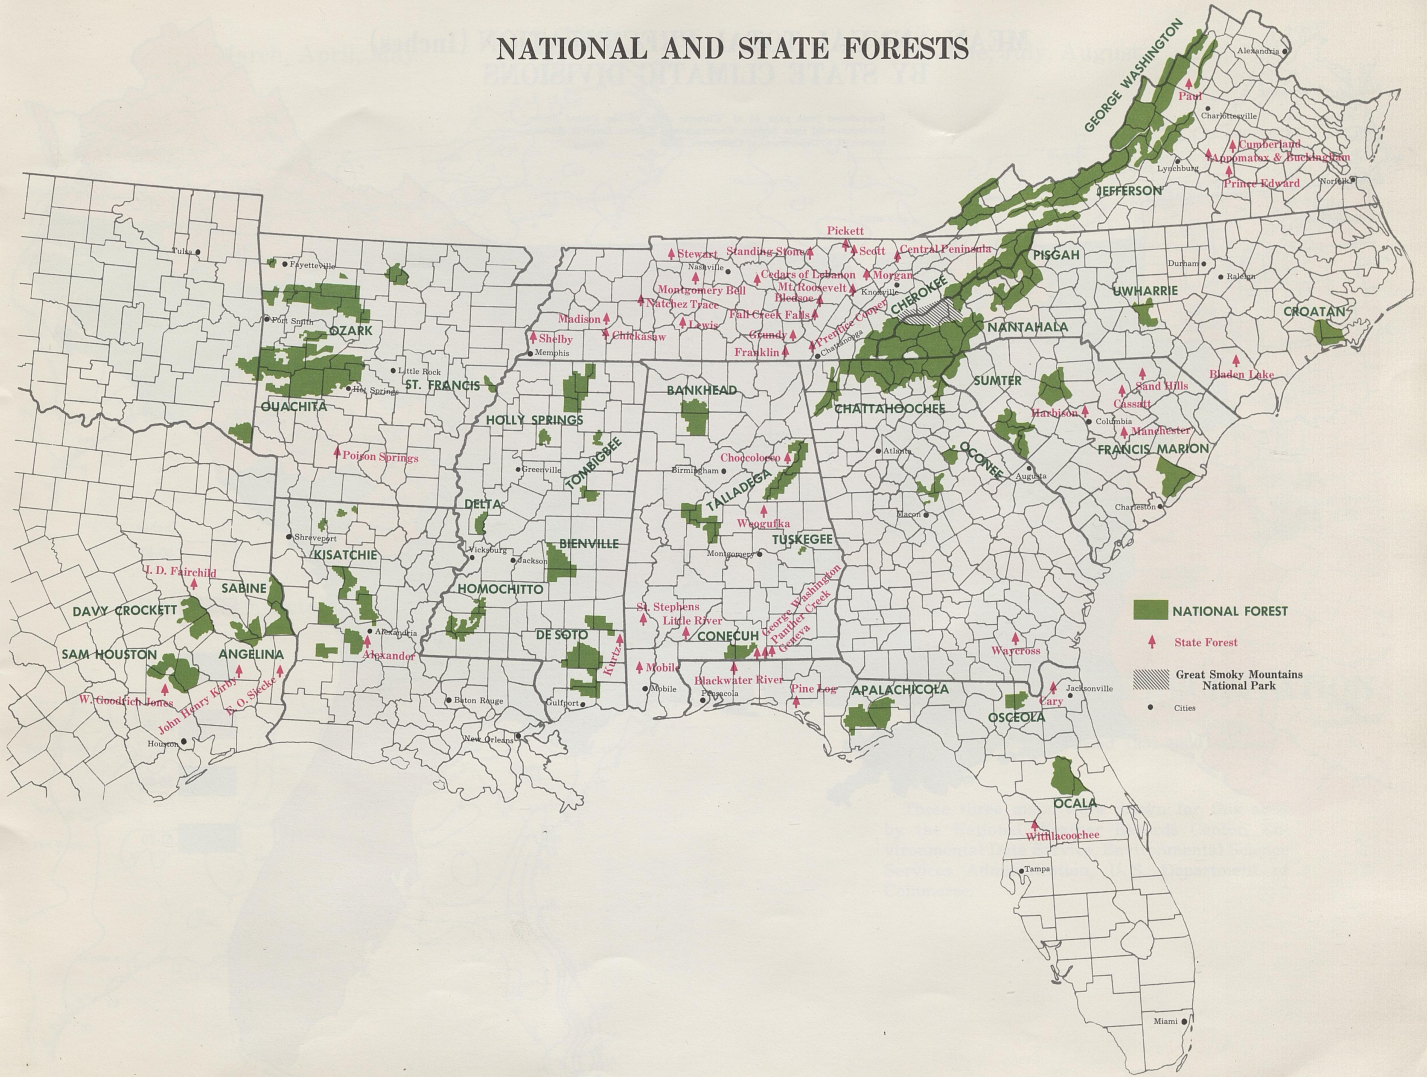 NATIONAL AND STATE FORESTS
GEORGE WASHINGTON
Alexandria
Paul
Charlottesville
Cumberland
Appomatox & Buckingham
Lynchburg
Prince Edward
Norfolk
JEFFERSON
Pickett
Tulsa
Stewart
Standing Stone
Scott
Central Peninsula
PISGAH
Fayetteville
Nashville
Cedars of Lebanon
Morgan
Durham
Raleigh
Montgomery Bell
Mt. Roosevelt
Knoxville
CHEROKEE
UWHARRIE
Natchez Trace
Bledsoe
Fort Smith
Madison
Fall Creek Falls
Prentice Cooper
CROATAN
OZARK
Shelby
Chickasaw
Lewis
Grundy
NANTAHALA
Memphis
Franklin
Chattanooga
Little Rock
Bladen Lake
Hot Springs
ST. FRANCIS
BANKHEAD
SUMTER
Sand Hills
OUACHITA
CHATTAHOOCHEE
Cassatt
Harbison
HOLLY SPRINGS
Columbia
Manchester
Poison Springs
TOMBIGBEE
Choccolocco
Atlanta
OCONEE
FRANCIS MARION
Greenville
Birmingham
TALLADEGA
Augusta
DELTA
Weogufka
Macon
Charleston
Shreveport
KISATCHIE
Vicksburg
Jackson
BIENVILLE
Montgomery
TUSKEGEE
I. D. Fairchild
SABINE
HOMOCHITTO
George Washington
Panther Creek
Geneva
DAVY CROCKETT
St. Stephens
Little River
NATIONAL FOREST
Alexandria
DE SOTO
CONECUH
State Forest
SAM HOUSTON
ANGELINA
Alexander
Kurtz
Waycross
Mobile
Blackwater River
Great Smoky Mountains
National Park
W. Goodrich Jones
John Henry Kirby
E. O. Siecke
Baton Rouge
Gulfport
Mobile
Pensacola
Pine Log
APALACHICOLA
Cary
Jacksonville
Cities
OSCEOLA
Houston
New Orleans
OCALA
Withlacoochee
Tampa
Miami